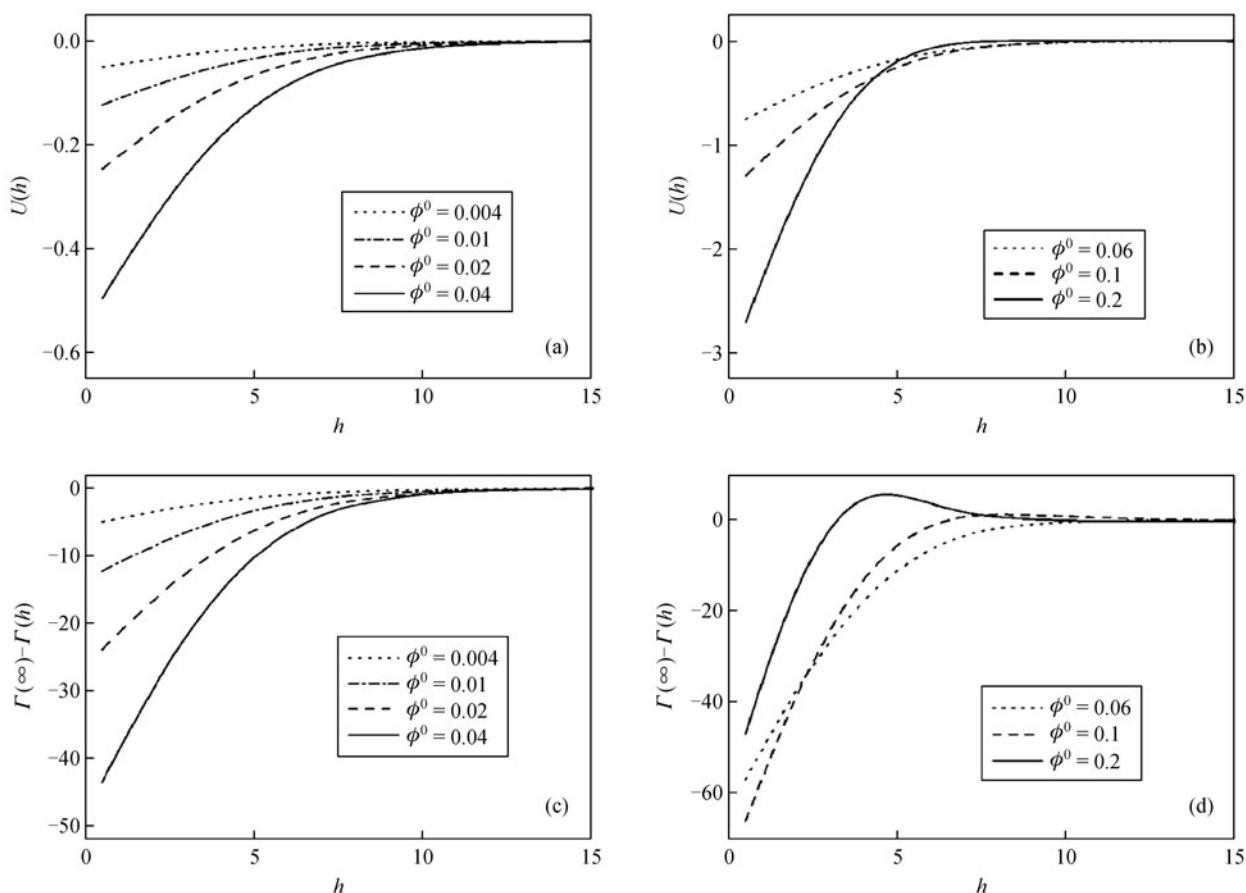 0.0
−0.2
−0.4
−0.6
U(h)
ϕ⁰ = 0.004
ϕ⁰ = 0.01
ϕ⁰ = 0.02
ϕ⁰ = 0.04
(a)
0 5 10 15
h
0
−1
−2
−3
U(h)
ϕ⁰ = 0.06
ϕ⁰ = 0.1
ϕ⁰ = 0.2
(b)
0 5 10 15
h
0
−10
−20
−30
−40
−50
Γ(∞)−Γ(h)
ϕ⁰ = 0.004
ϕ⁰ = 0.01
ϕ⁰ = 0.02
ϕ⁰ = 0.04
(c)
0 5 10 15
h
0
−20
−40
−60
Γ(∞)−Γ(h)
ϕ⁰ = 0.06
ϕ⁰ = 0.1
ϕ⁰ = 0.2
(d)
0 5 10 15
h